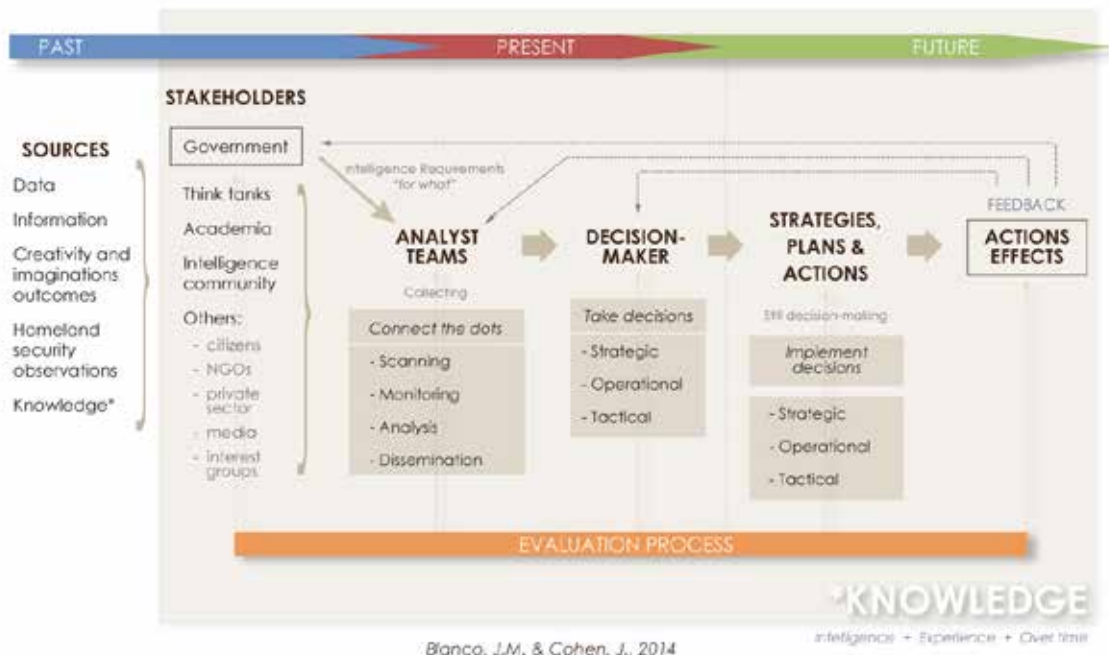 PAST
PRESENT
FUTURE
STAKEHOLDERS
SOURCES
Data
Information
Creativity and
imaginations
outcomes
Homeland
security
observations
Knowledge*
Government
Think tanks
Academia
Intelligence
community
Others:
- citizens
- NGOs
- private
sector
- media
- interest
groups
Intelligence Requirements
"for what"
ANALYST
TEAMS
Collecting
Connect the dots
- Scanning
- Monitoring
- Analysis
- Dissemination
DECISION-
MAKER
Take decisions
- Strategic
- Operational
- Tactical
STRATEGIES,
PLANS &
ACTIONS
Still decision-making
Implement
decisions
- Strategic
- Operational
- Tactical
FEEDBACK
ACTIONS
EFFECTS
EVALUATION PROCESS
*KNOWLEDGE
Intelligence + Experience + Over time
Blanco, J.M. & Cohen, J., 2014